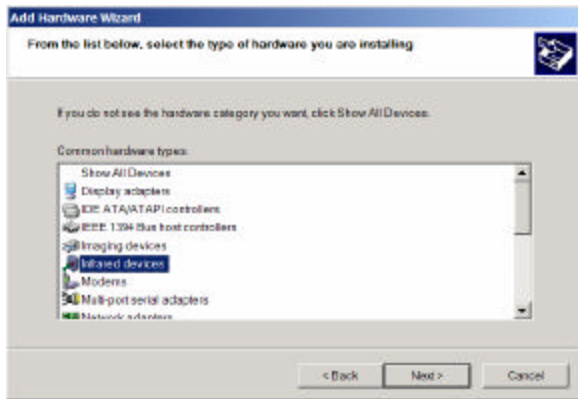 Add Hardware Wizard
From the list below, select the type of hardware you are installing
If you do not see the hardware category you want, click Show All Devices.
Common hardware types:
Show All Devices
Display adapters
IDE ATA/ATAPI controllers
IEEE 1394 Bus host controllers
Imaging devices
Infrared devices
Modems
Multi-port serial adapters
Network adapters
< Back
Next >
Cancel